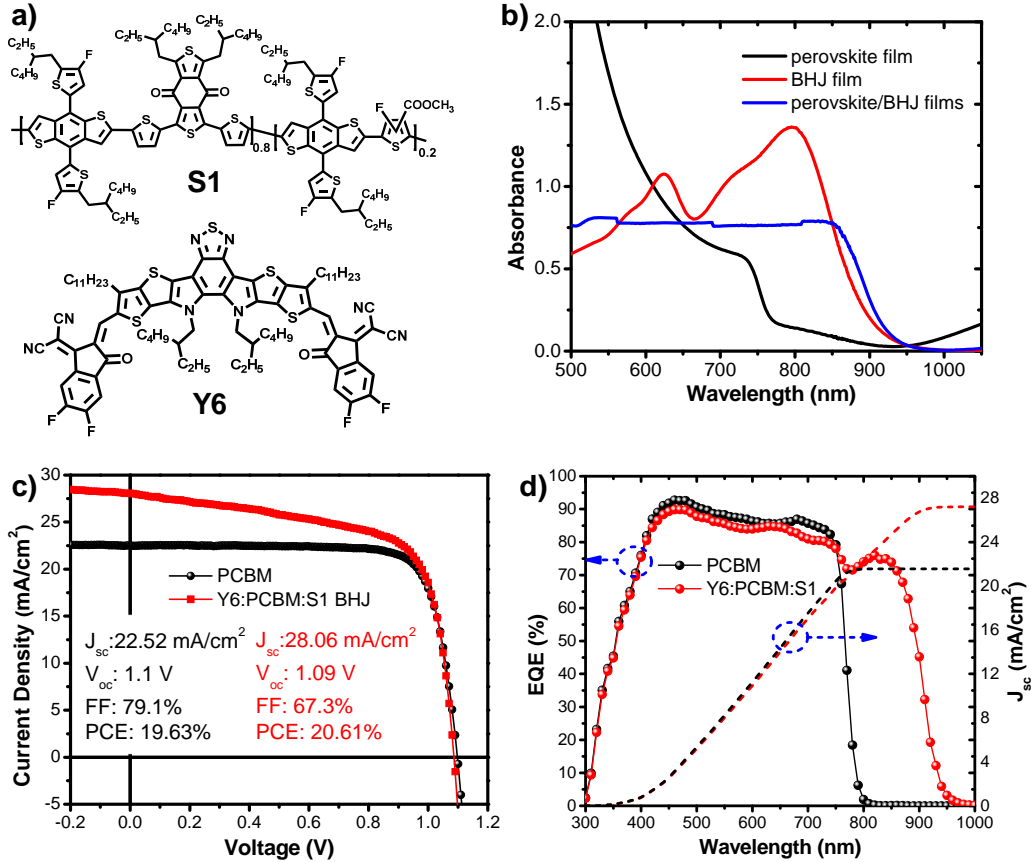 a)
C₂H₅
C₄H₉
F
S
C₂H₅
C₄H₉
S
C₂H₅
C₄H₉
O
O
S
S
S
S
S
C₄H₉
C₂H₅
F
S
0.8
C₂H₅
C₄H₉
F
S
S
S
F
COOCH₃
S
0.2
S
F
C₄H₉
C₂H₅
S1
S
N
N
S
S
C₁₁H₂₃
C₁₁H₂₃
S
S
N
N
NC
CN
C₄H₉
C₂H₅
C₄H₉
C₂H₅
O
F
F
NC
CN
O
F
F
Y6
b)
2.0
1.5
1.0
0.5
0.0
Absorbance
perovskite film
BHJ film
perovskite/BHJ films
500 600 700 800 900 1000
Wavelength (nm)
c)
30
25
20
15
10
5
0
-5
Current Density (mA/cm²)
PCBM
Y6:PCBM:S1 BHJ
Jsc:22.52 mA/cm²
Voc: 1.1 V
FF: 79.1%
PCE: 19.63%
Jsc:28.06 mA/cm²
Voc: 1.09 V
FF: 67.3%
PCE: 20.61%
-0.2 0.0 0.2 0.4 0.6 0.8 1.0 1.2
Voltage (V)
d)
100
90
80
70
60
50
40
30
20
10
0
EQE (%)
PCBM
Y6:PCBM:S1
28
24
20
16
12
8
4
0
Jsc (mA/cm²)
300 400 500 600 700 800 900 1000
Wavelength (nm)